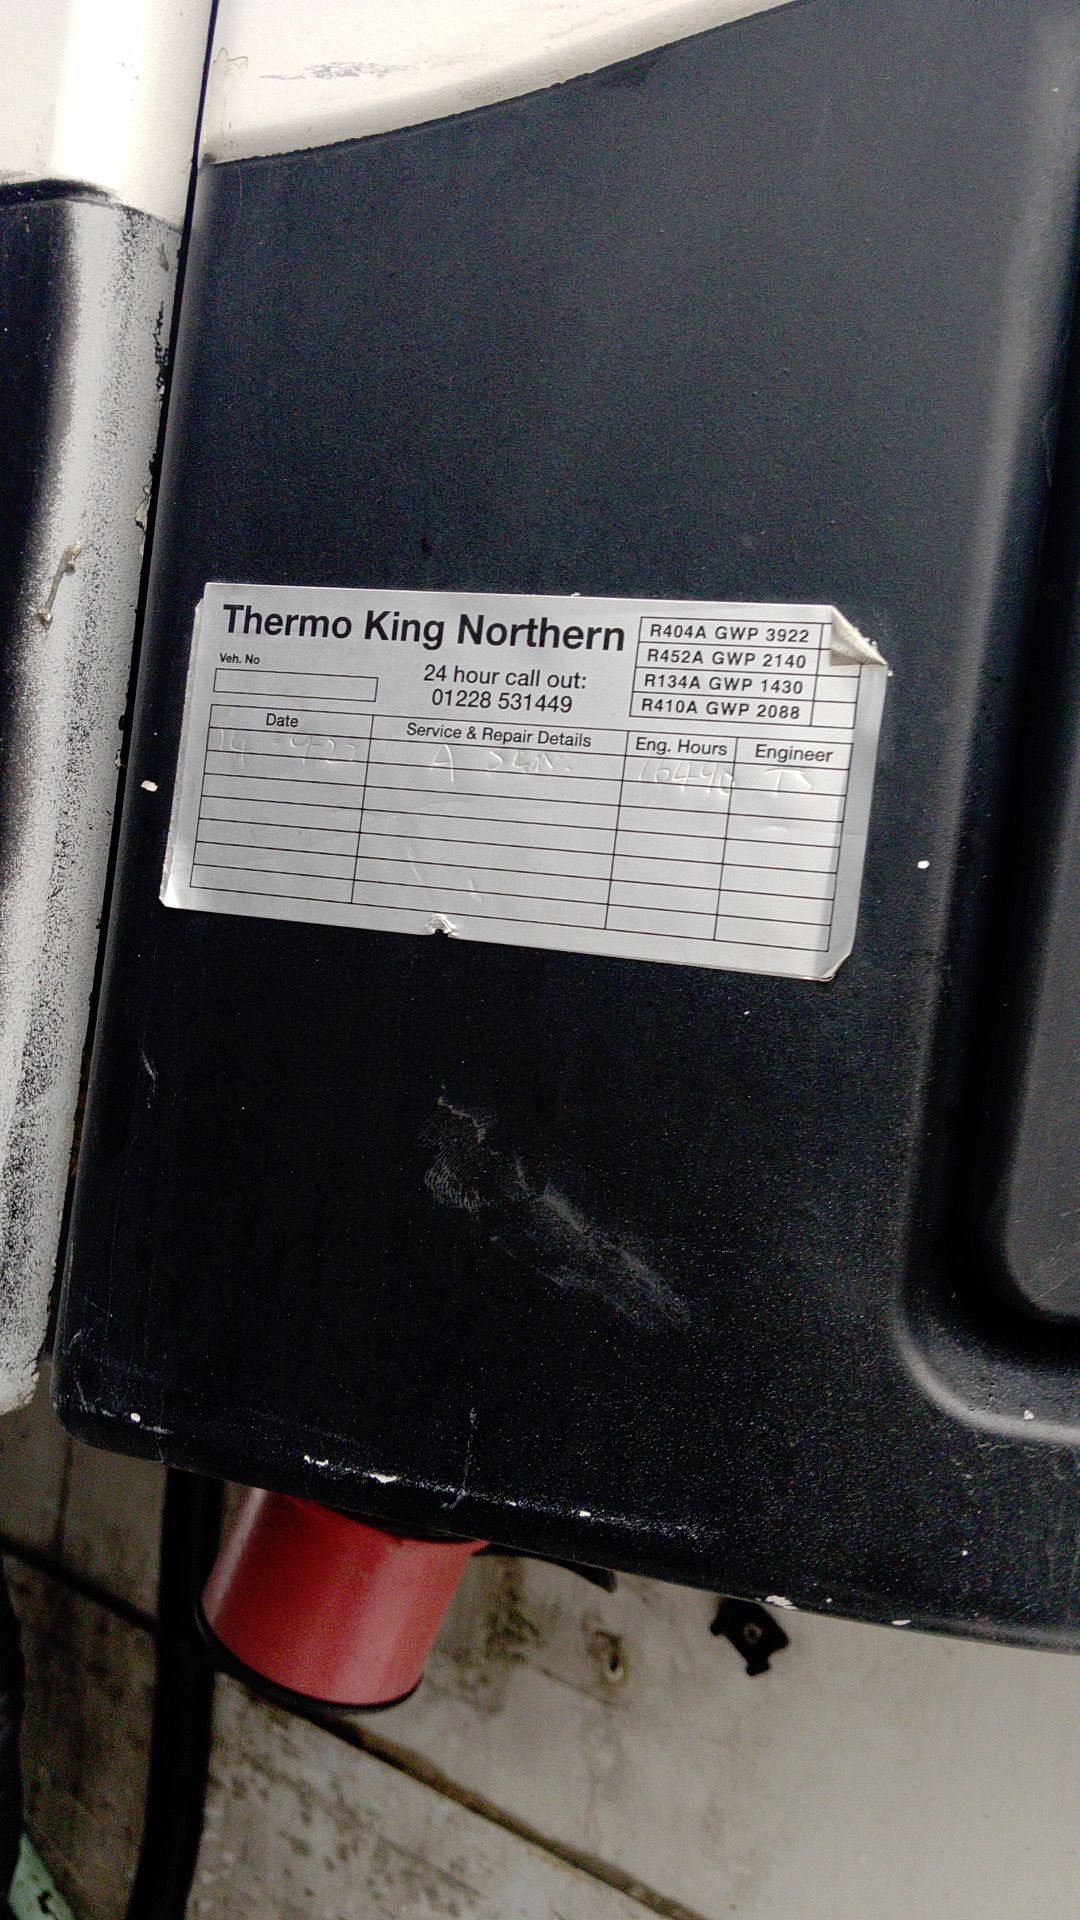 Thermo King Northern
R404A GWP 3922
R452A GWP 2140
R134A GWP 1430
R410A GWP 2088
Veh. No
24 hour call out:
01228 531449
Date Service & Repair Details Eng. Hours Engineer
A